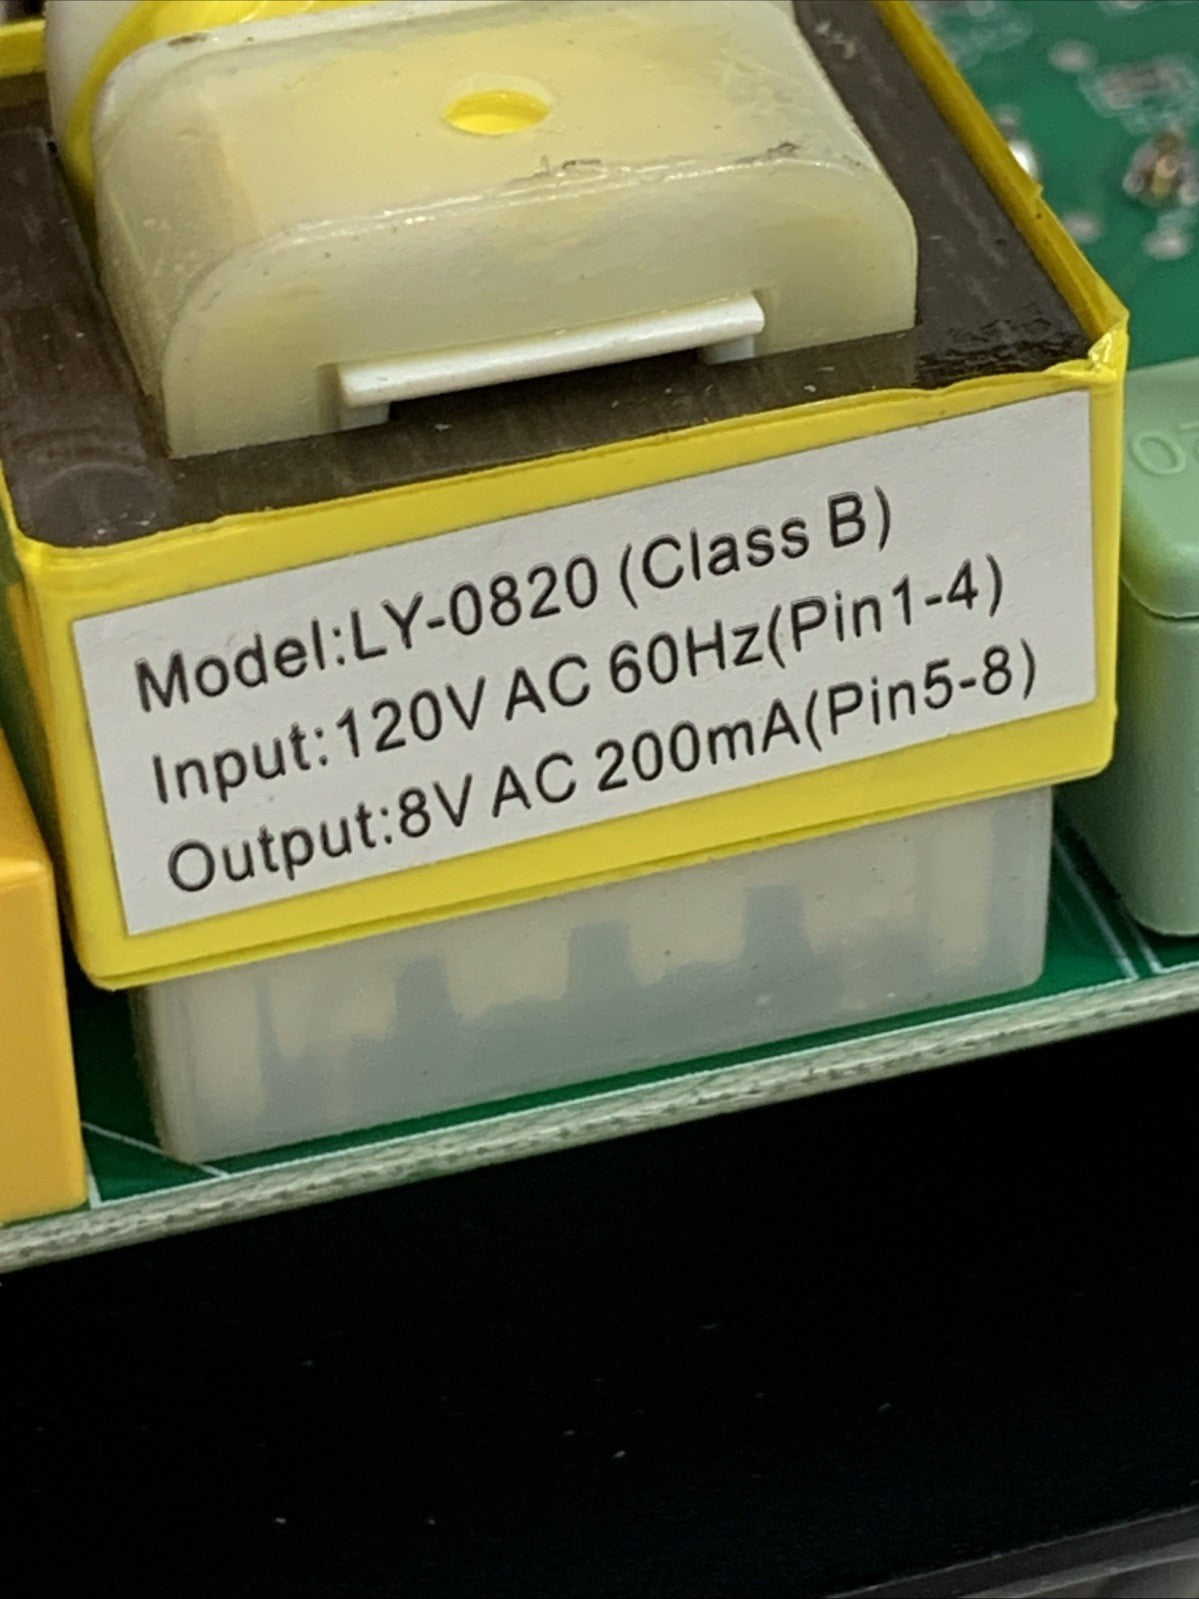 Model:LY-0820 (Class B)
Input:120V AC 60Hz(Pin1-4)
Output:8V AC 200mA(Pin5-8)